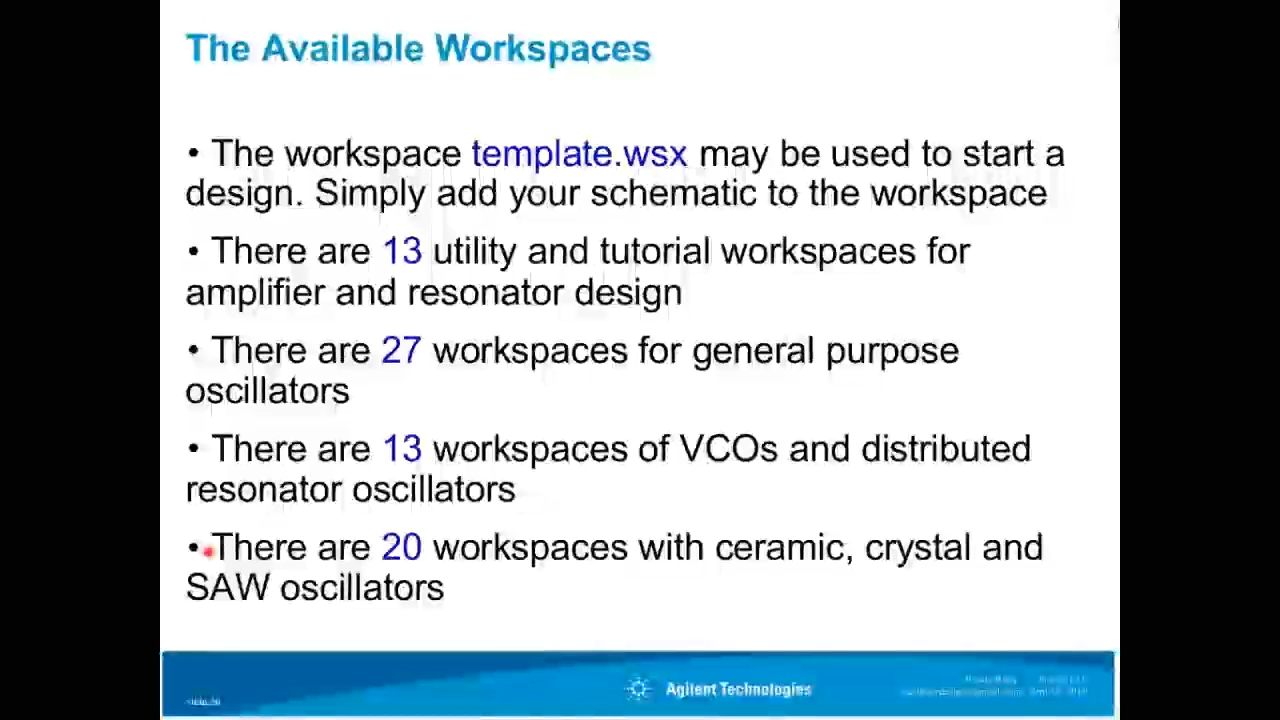 The Available Workspaces
• The workspace template.wsx may be used to start a
design. Simply add your schematic to the workspace
• There are 13 utility and tutorial workspaces for
amplifier and resonator design
• There are 27 workspaces for general purpose
oscillators
• There are 13 workspaces of VCOs and distributed
resonator oscillators
• There are 20 workspaces with ceramic, crystal and
SAW oscillators
Agilent Technologies